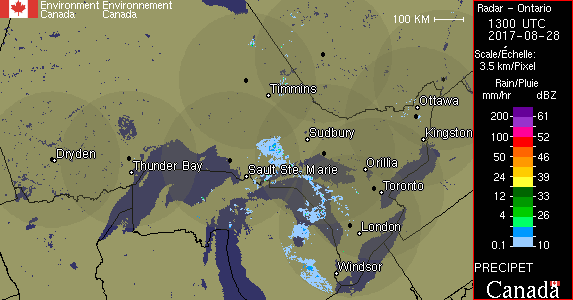 Environment Environnement
Canada Canada
100 KM
Timmins
Ottawa
Sudbury
Kingston
Dryden
Thunder Bay
Sault Ste. Marie
Orillia
Toronto
London
Windsor
Radar - Ontario
1300 UTC
2017-08-28
Scale/Échelle:
3.5 km/Pixel
Rain/Pluie
mm/hr dBZ
200 61
100 52
50 46
24 39
12 33
4 26
0.1 10
PRECIPET
Canada